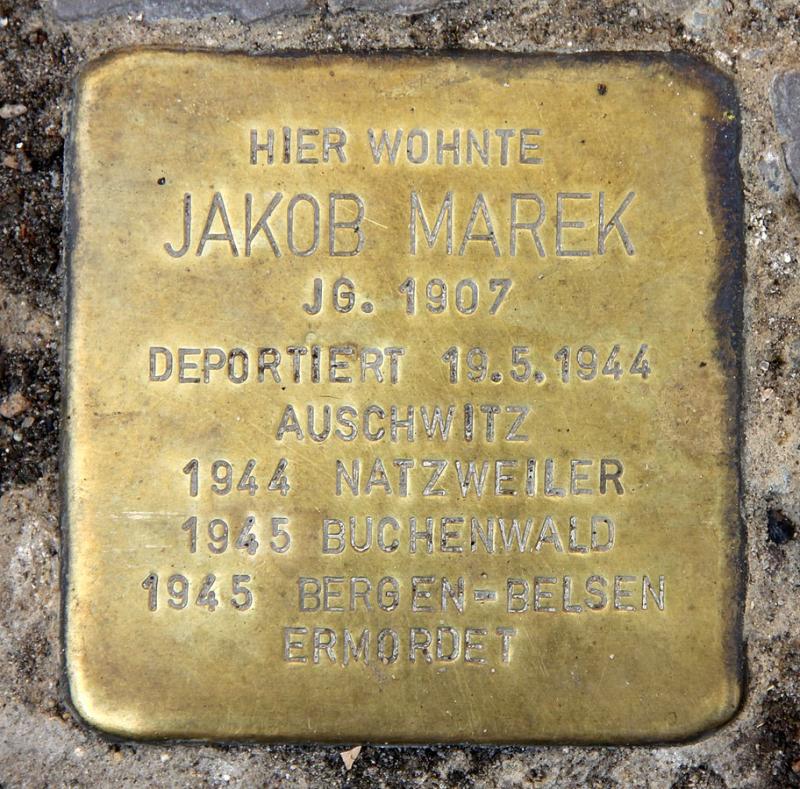 HIER WOHNTE
JAKOB MAREK
JG. 1907
DEPORTIERT 19.5.1944
AUSCHWITZ
1944 NATZWEILER
1945 BUCHENWALD
1945 BERGEN-BELSEN
ERMORDET